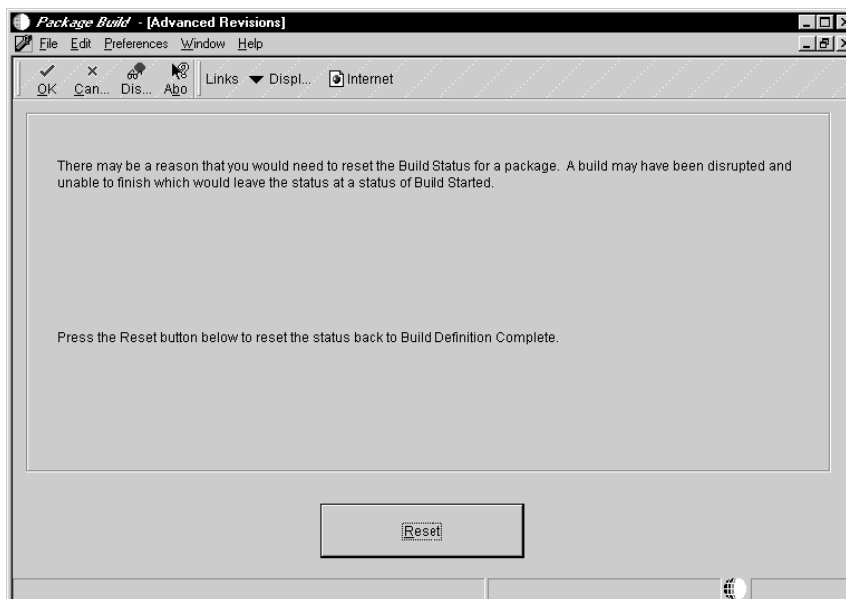 Package Build - [Advanced Revisions]
File Edit Preferences Window Help
OK Can... Dis... Abo Links Displ... Internet
There may be a reason that you would need to reset the Build Status for a package. A build may have been disrupted and
unable to finish which would leave the status at a status of Build Started.
Press the Reset button below to reset the status back to Build Definition Complete.
Reset